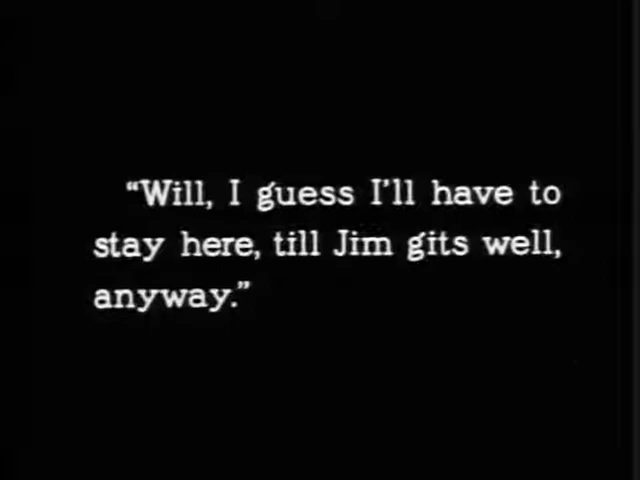 “Will, I guess I’ll have to
stay here, till Jim gits well,
anyway.”